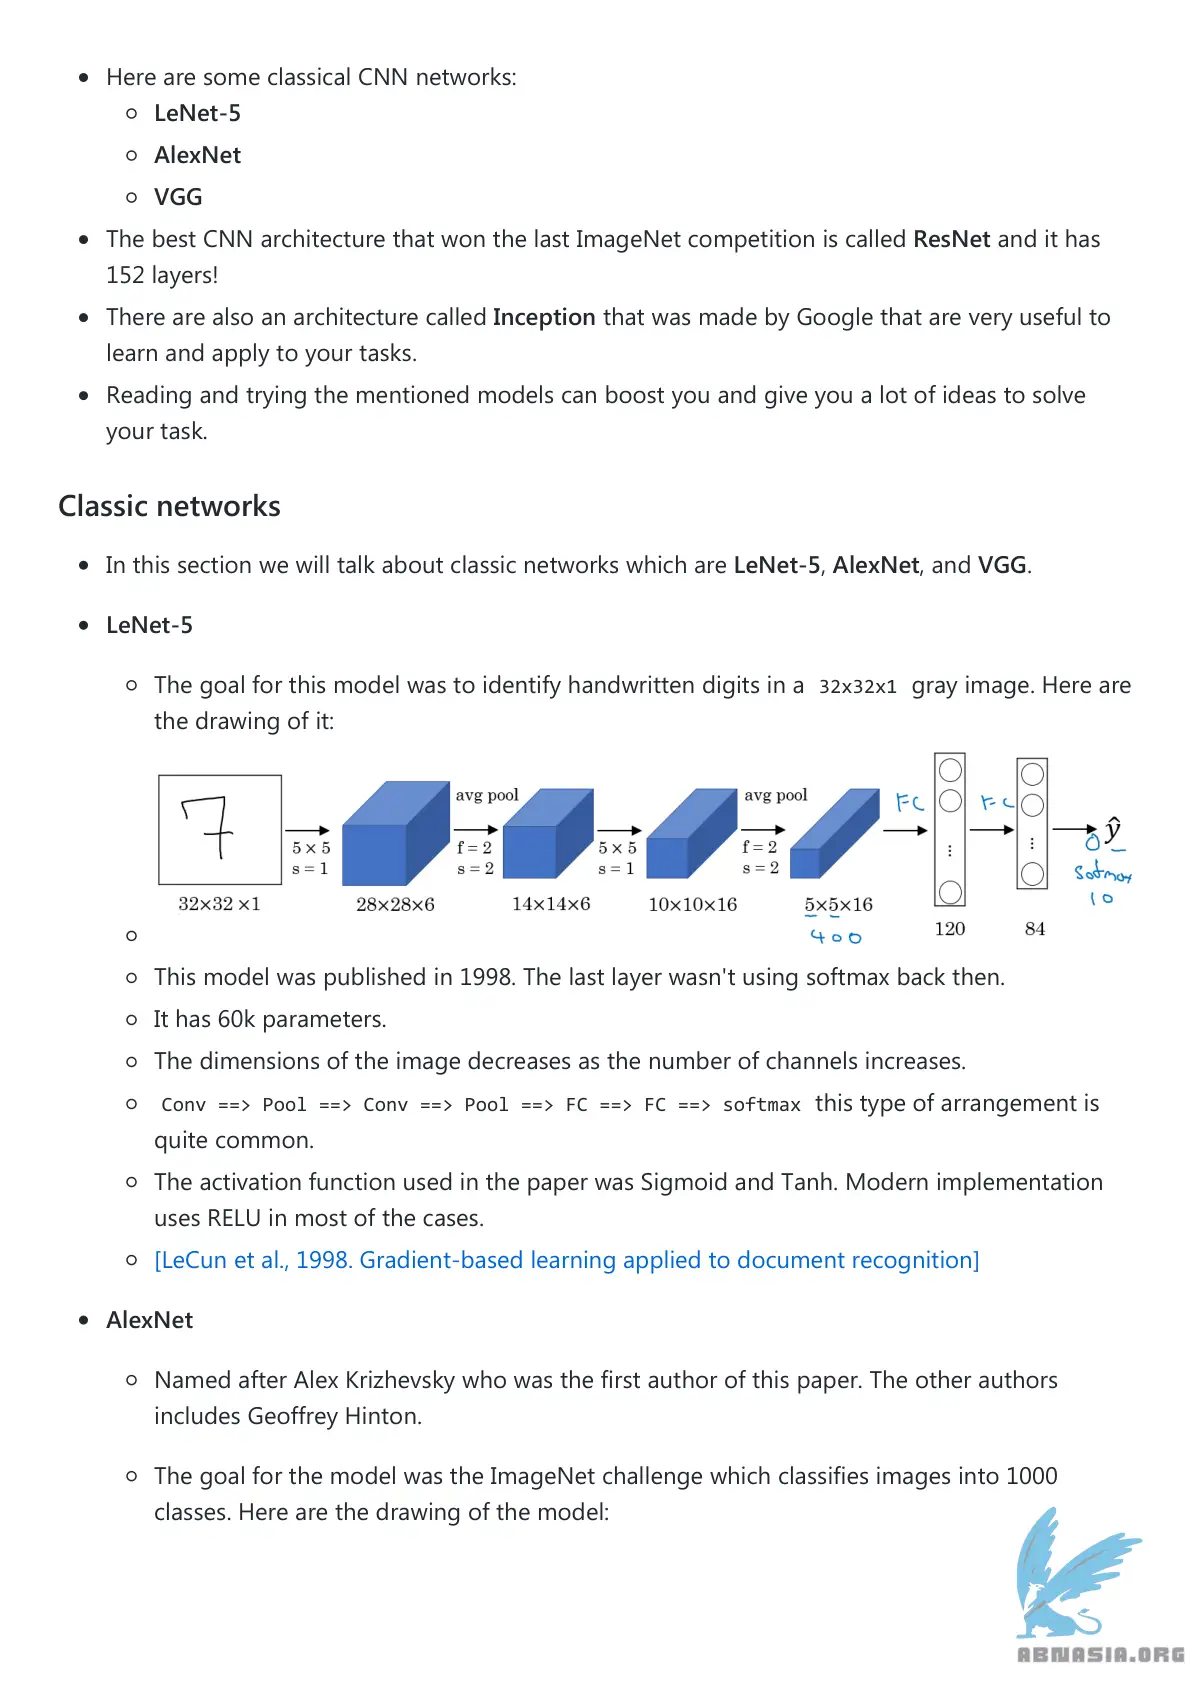 Here are some classical CNN networks:
LeNet-5
AlexNet
VGG
The best CNN architecture that won the last ImageNet competition is called ResNet and it has
152 layers!
There are also an architecture called Inception that was made by Google that are very useful to
learn and apply to your tasks.
Reading and trying the mentioned models can boost you and give you a lot of ideas to solve
your task.
Classic networks
In this section we will talk about classic networks which are LeNet-5, AlexNet, and VGG.
LeNet-5
The goal for this model was to identify handwritten digits in a 32x32x1 gray image. Here are
the drawing of it:
7
32×32 ×1
5 × 5
s = 1
28×28×6
avg pool
f = 2
s = 2
14×14×6
5 × 5
s = 1
10×10×16
avg pool
f = 2
s = 2
5×5×16
400
FC
⋮
120
FC
⋮
84
ŷ
softmax
10
This model was published in 1998. The last layer wasn't using softmax back then.
It has 60k parameters.
The dimensions of the image decreases as the number of channels increases.
Conv ==> Pool ==> Conv ==> Pool ==> FC ==> FC ==> softmax this type of arrangement is
quite common.
The activation function used in the paper was Sigmoid and Tanh. Modern implementation
uses RELU in most of the cases.
[LeCun et al., 1998. Gradient-based learning applied to document recognition]
AlexNet
Named after Alex Krizhevsky who was the first author of this paper. The other authors
includes Geoffrey Hinton.
The goal for the model was the ImageNet challenge which classifies images into 1000
classes. Here are the drawing of the model:
ABNASIA.ORG